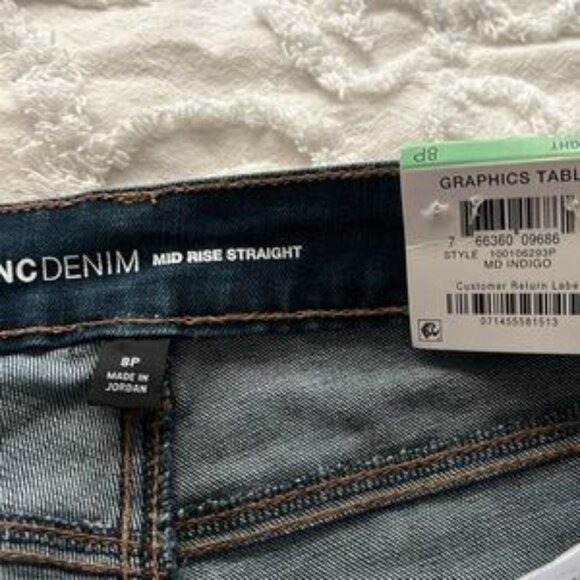 NCDENIM MID RISE STRAIGHT
8P
MADE IN
JORDAN
8P
GHT
GRAPHICS TABL
7 66360 09686
STYLE 100106293P
MD INDIGO
Customer Return Labe
071455581513